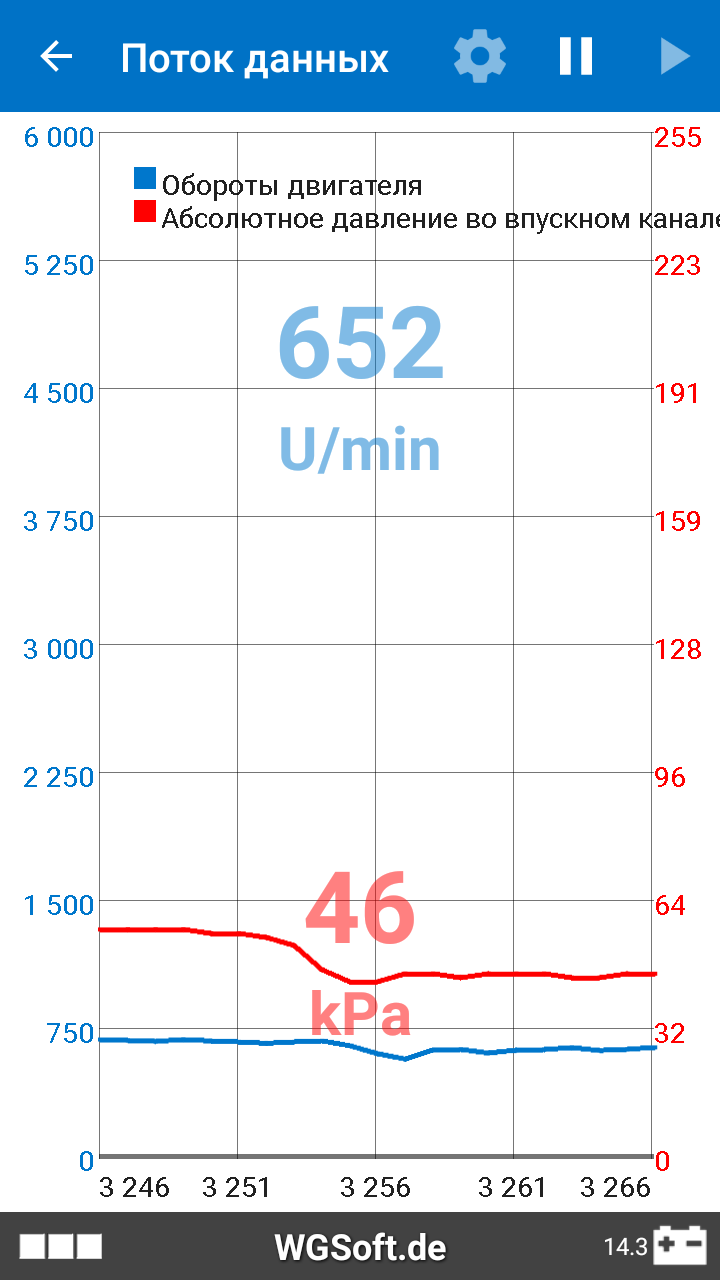 Поток данных
6 000 255
Обороты двигателя
Абсолютное давление во впускном канале
5 250 223
652
4 500 191
U/min
3 750 159
3 000 128
2 250 96
46
1 500 64
kPa
750 32
0 0
3 246 3 251 3 256 3 261 3 266
WGSoft.de 14.3